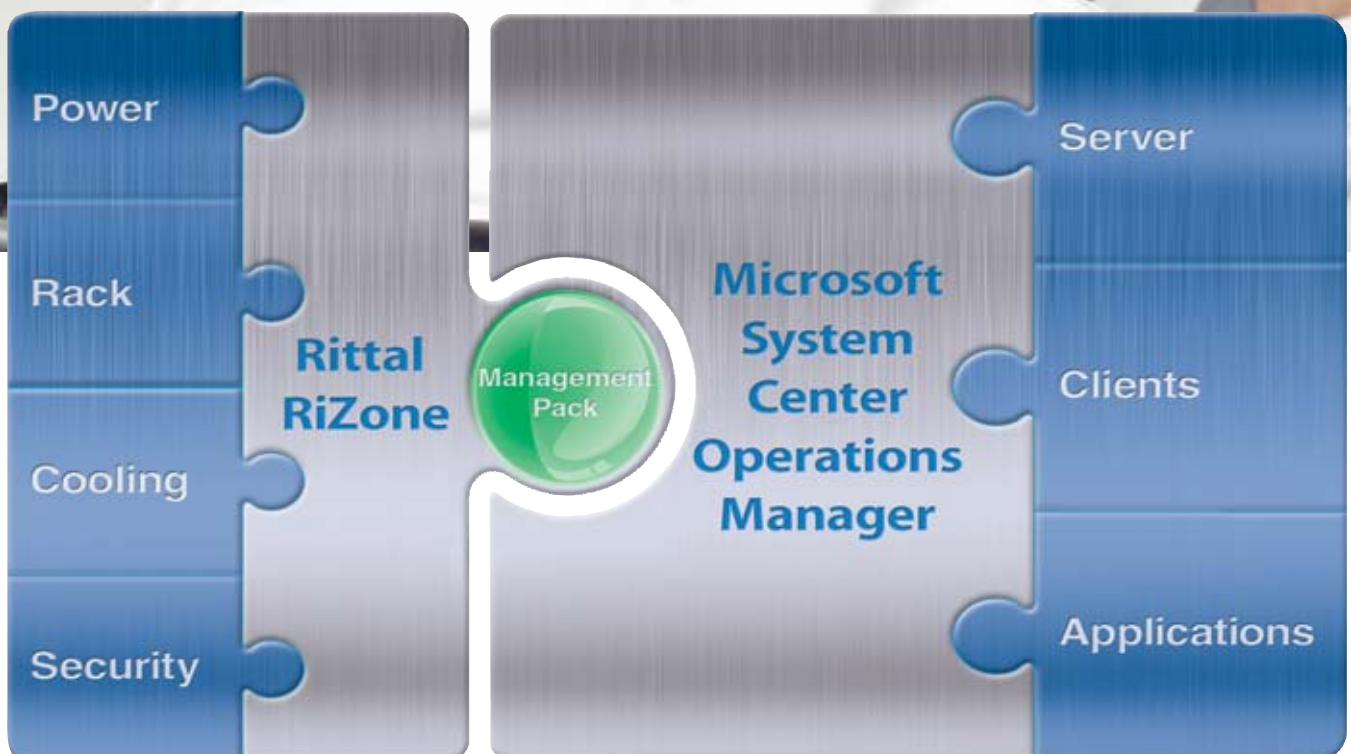 Power
Rack
Cooling
Security
Rittal
RiZone
Management
Pack
Microsoft
System
Center
Operations
Manager
Server
Clients
Applications